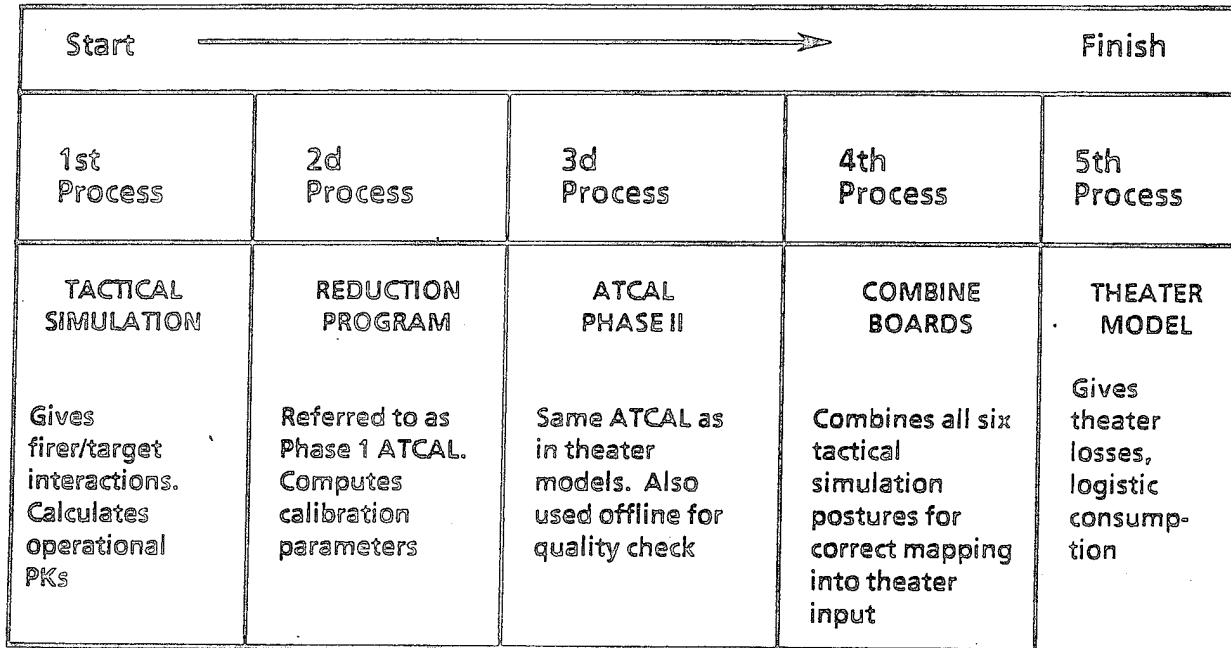 Start Finish
1st
Process
2d
Process
3d
Process
4th
Process
5th
Process
TACTICAL
SIMULATION
Gives
firer/target
interactions.
Calculates
operational
PKs
REDUCTION
PROGRAM
Referred to as
Phase 1 ATCAL.
Computes
calibration
parameters
ATCAL
PHASE II
Same ATCAL as
in theater
models. Also
used offline for
quality check
COMBINE
BOARDS
Combines all six
tactical
simulation
postures for
correct mapping
into theater
input
THEATER
MODEL
Gives
theater
losses,
logistic
consump-
tion